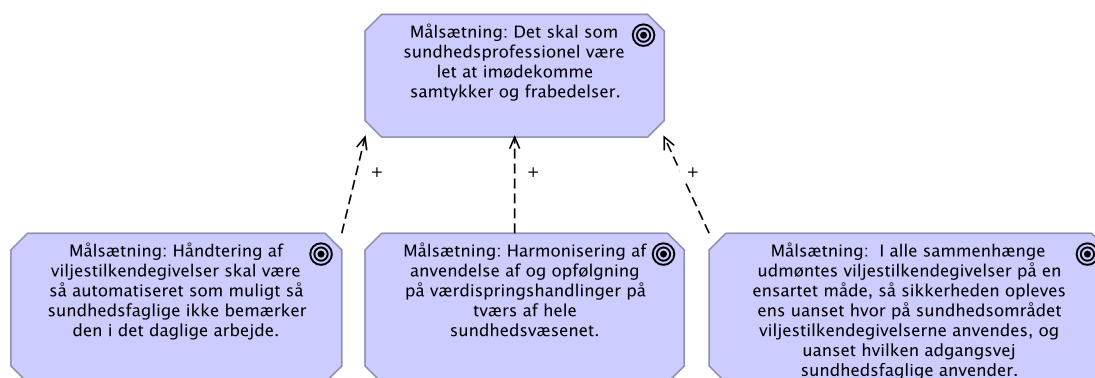 Målsætning: Det skal som
sundhedsprofessionel være
let at imødekomme
samtykker og frabedelser.
+
+
+
Målsætning: Håndtering af
viljestilkendegivelser skal være
så automatiseret som muligt så
sundhedsfaglige ikke bemærker
den i det daglige arbejde.
Målsætning: Harmonisering af
anvendelse af og opfølgning
på værdispringshandlinger på
tværs af hele
sundhedsvæsenet.
Målsætning:  I alle sammenhænge
udmøntes viljestilkendegivelser på en
ensartet måde, så sikkerheden opleves
ens uanset hvor på sundhedsområdet
viljestilkendegivelserne anvendes, og
uanset hvilken adgangsvej
sundhedsfaglige anvender.